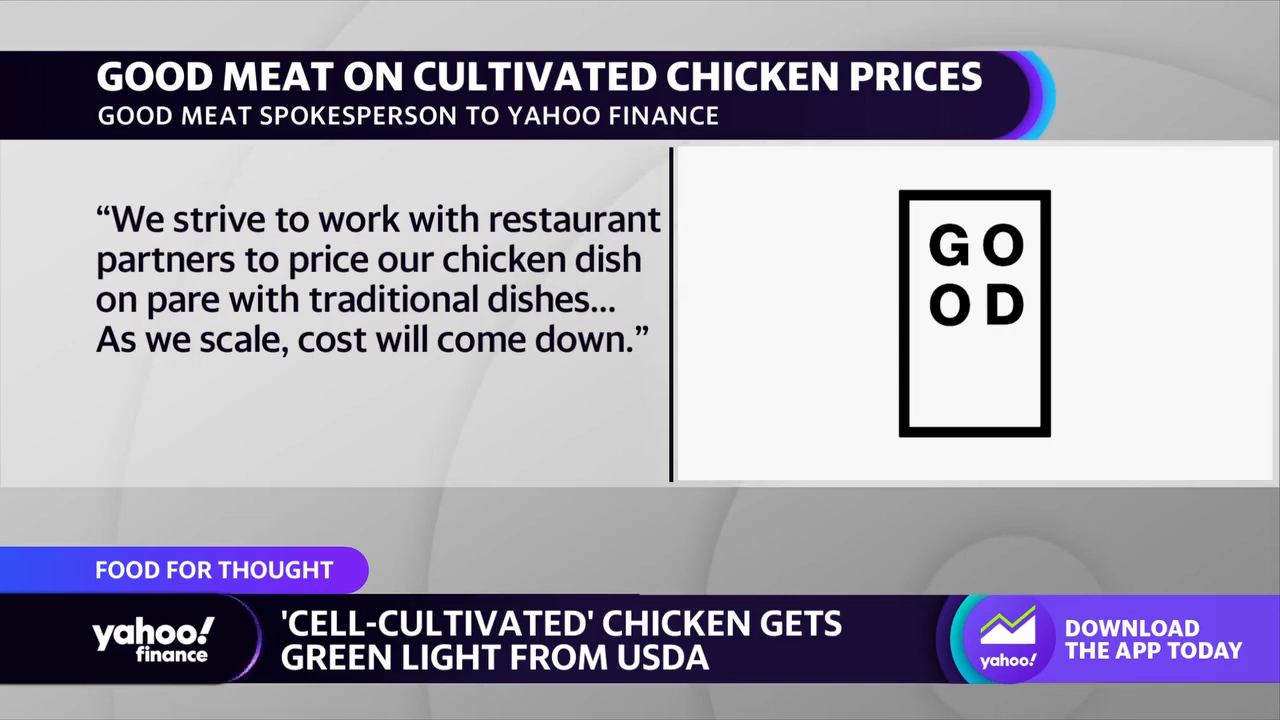 GOOD MEAT ON CULTIVATED CHICKEN PRICES
GOOD MEAT SPOKESPERSON TO YAHOO FINANCE
“We strive to work with restaurant
partners to price our chicken dish
on pare with traditional dishes...
As we scale, cost will come down.”
GO
OD
FOOD FOR THOUGHT
yahoo!
finance
'CELL-CULTIVATED' CHICKEN GETS
GREEN LIGHT FROM USDA
yahoo!
DOWNLOAD
THE APP TODAY